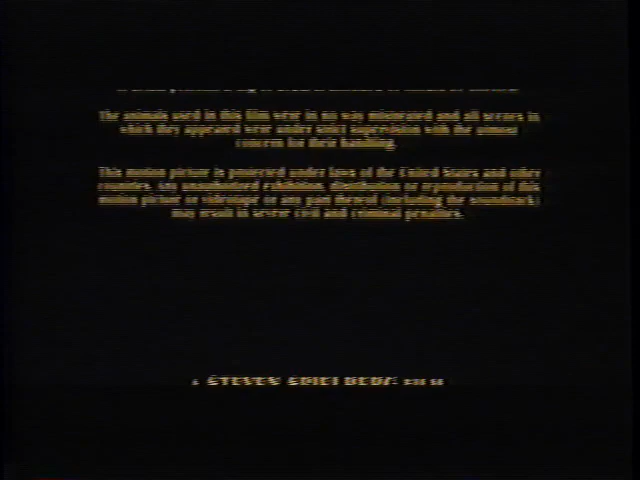 The animals used in this film were in no way mistreated and all scenes in
which they appeared were under strict supervision with the utmost
concern for their handling.
This motion picture is protected under laws of the United States and other
countries. Any unauthorized exhibition, distribution or reproduction of this
motion picture or videotape or any part thereof (including the soundtrack)
may result in severe civil and criminal penalties.
A STEVEN SPIELBERG FILM